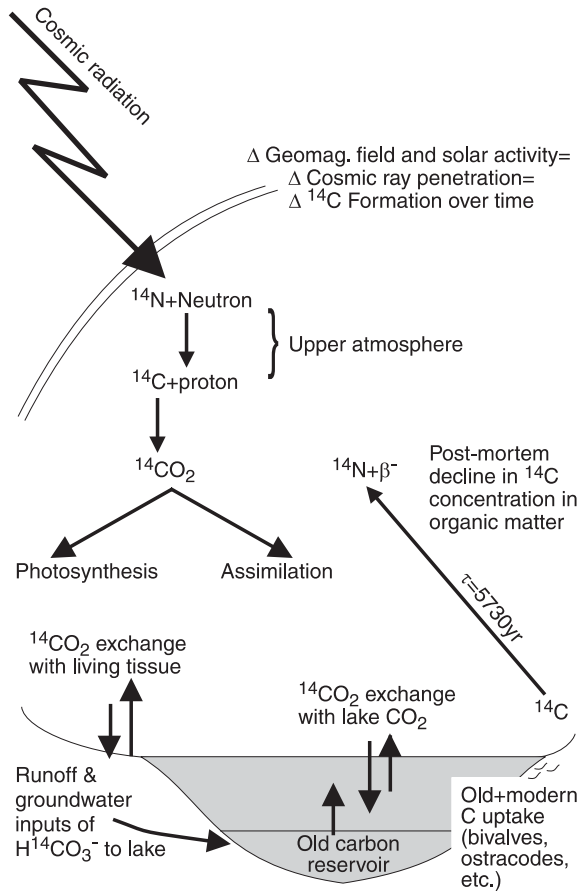 Cosmic radiation
Δ Geomag. field and solar activity=
Δ Cosmic ray penetration=
Δ ¹⁴C Formation over time
¹⁴N+Neutron
Upper atmosphere
¹⁴C+proton
¹⁴CO₂
Photosynthesis
Assimilation
¹⁴N+β⁻
Post-mortem
decline in ¹⁴C
concentration in
organic matter
τ=5730yr
¹⁴C
¹⁴CO₂ exchange
with living tissue
¹⁴CO₂ exchange
with lake CO₂
Runoff &
groundwater
inputs of
H¹⁴CO₃⁻ to lake
Old carbon
reservoir
Old+modern
C uptake
(bivalves,
ostracodes,
etc.)